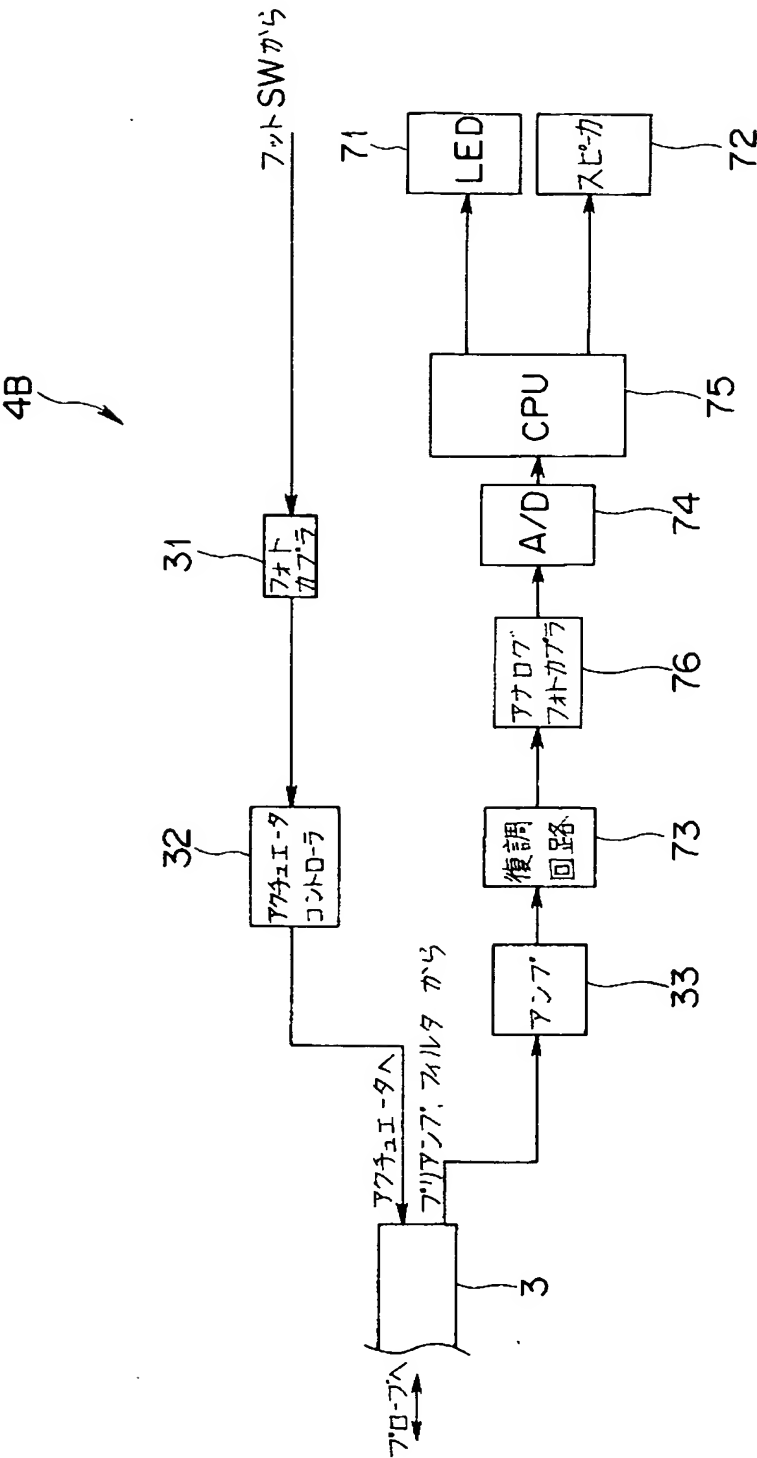 4B
フットSWから
31
フォト
カプラ
32
アクチュエータ
コントローラ
アクチュエータへ
プリアンプ、フィルタから
プローブへ
3
アンプ
33
復調
回路
73
アナログ
フォトカプラ
76
A/D
74
CPU
75
71
LED
スピーカ
72